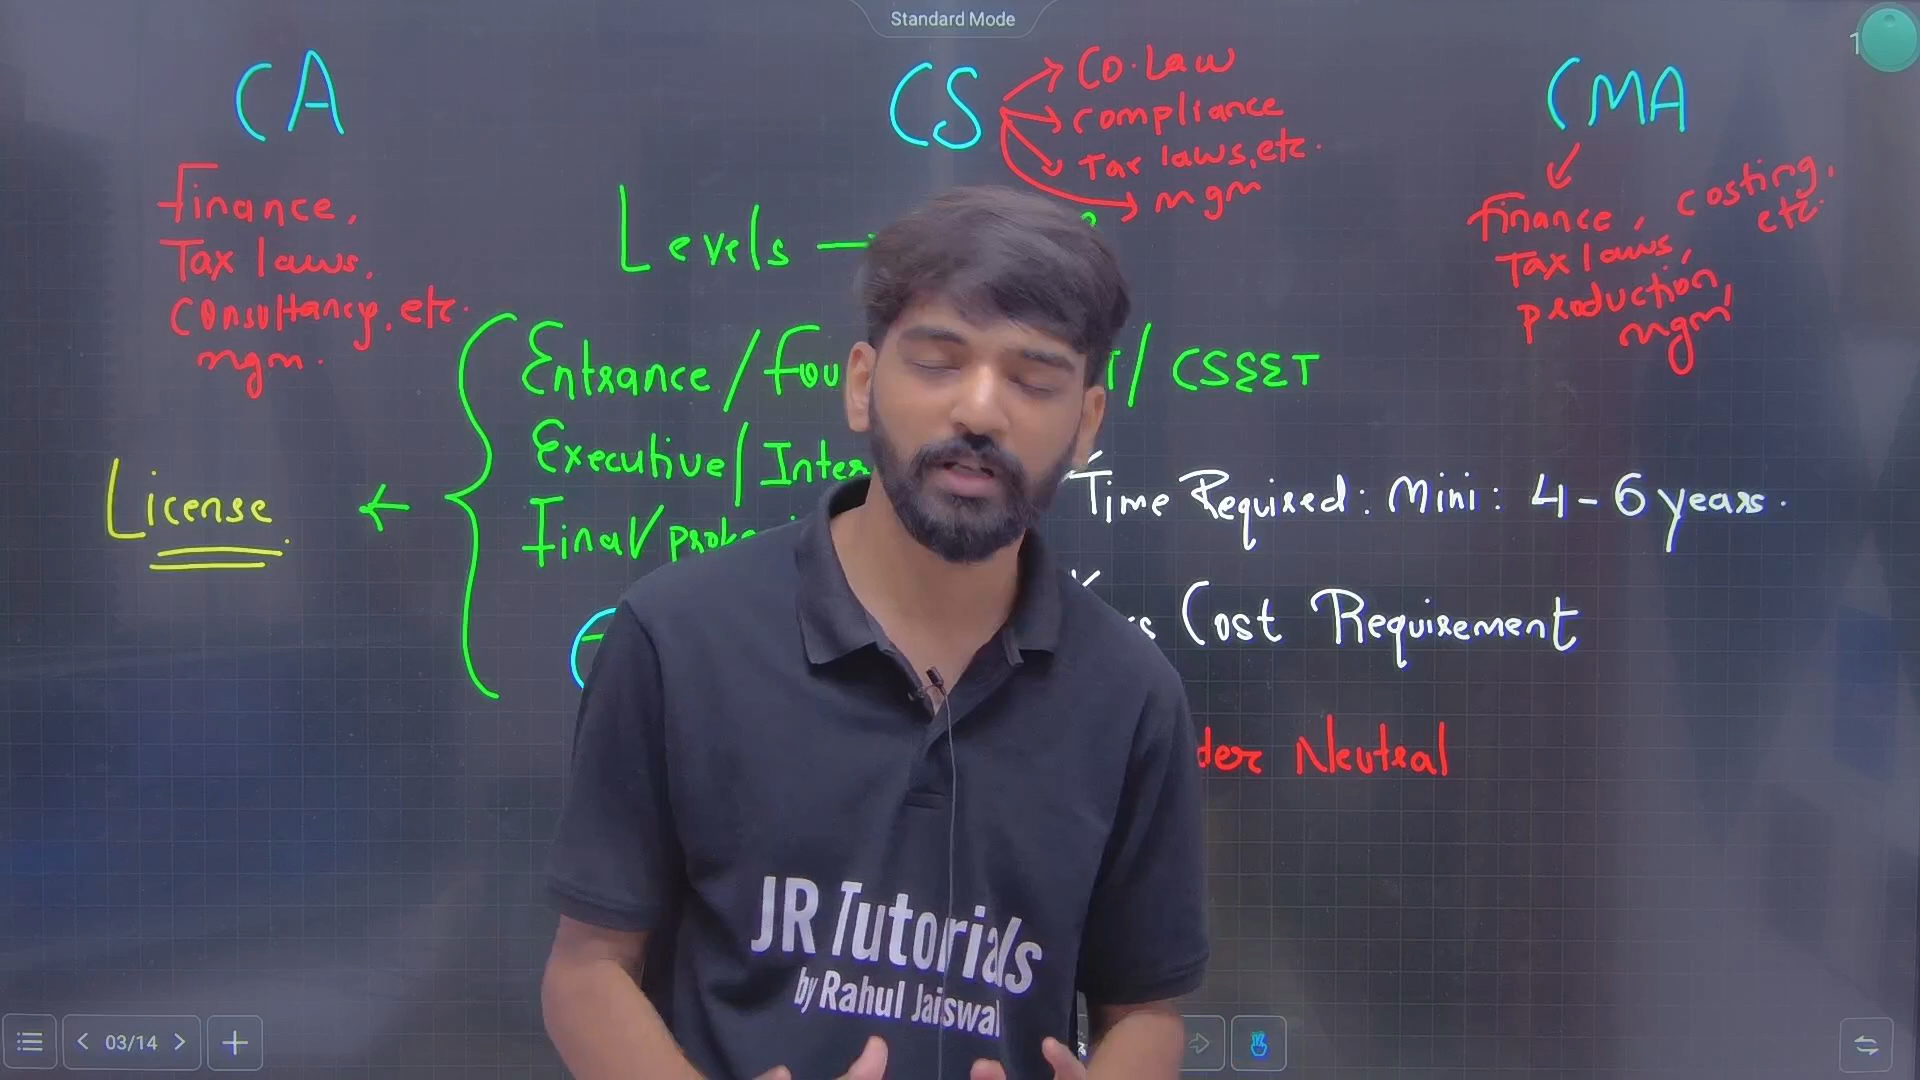 Standard Mode
1
CA
CS
Co. Law
Compliance
Tax laws, etc.
mgm
CMA
Finance,
Tax laws,
Consultancy, etc.
mgm.
finance, costing, etc.
Tax laws,
production,
mgm
Levels →
Entrance / Fou T / CSEET
Executive / Inter
Final /
License ←
Time Required: Mini: 4 - 6 years.
Cost Requirement
der Neutral
JR Tutorials
by Rahul Jaiswal
03/14